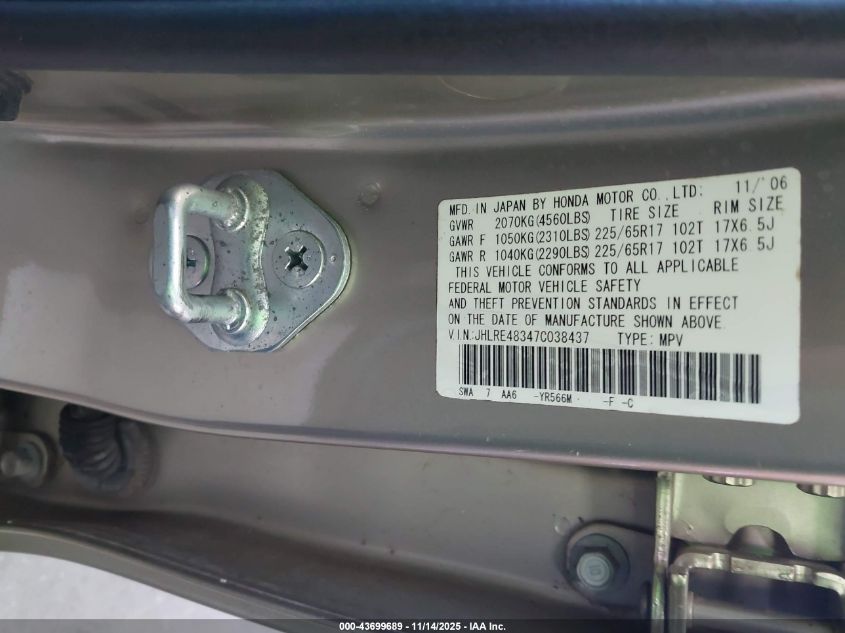 MFD. IN JAPAN BY HONDA MOTOR CO., LTD; 11/'06
GVWR 2070KG(4560LBS) TIRE SIZE RIM SIZE
GAWR F 1050KG(2310LBS) 225/65R17 102T 17X6.5J
GAWR R 1040KG(2290LBS) 225/65R17 102T 17X6.5J
THIS VEHICLE CONFORMS TO ALL APPLICABLE
FEDERAL MOTOR VEHICLE SAFETY
AND THEFT PREVENTION STANDARDS IN EFFECT
ON THE DATE OF MANUFACTURE SHOWN ABOVE.
V.I.N:JHLRE48347C038437 TYPE: MPV
SWA 7 AA6 -YR566M -F -C
000-43699689 - 11/14/2025 - IAA Inc.